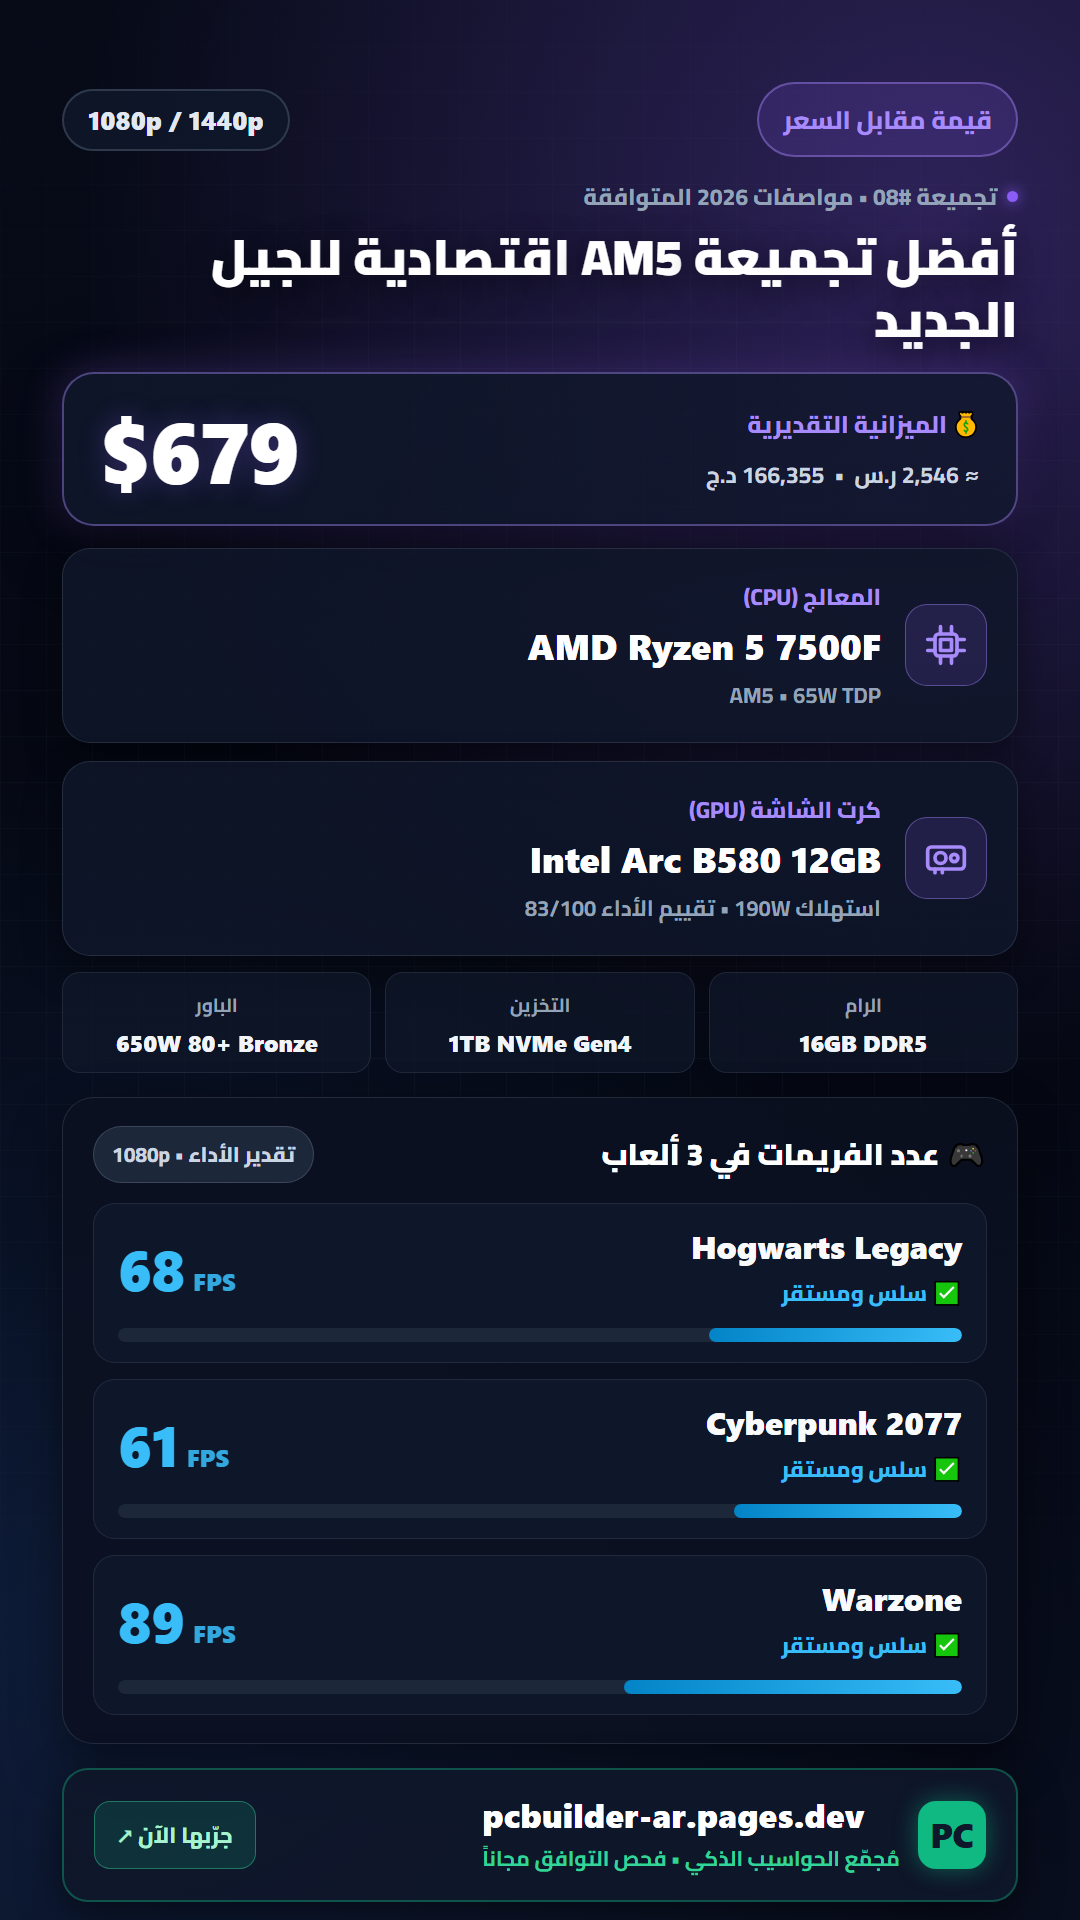 قيمة مقابل السعر
1080p / 1440p
تجميعة #08 • مواصفات 2026 المتوافقة
أفضل تجميعة AM5 اقتصادية للجيل
الجديد
💰 الميزانية التقديرية
≈ 2,546 ر.س • 166,355 د.ج
$679
المعالج (CPU)
AMD Ryzen 5 7500F
AM5 • 65W TDP
كرت الشاشة (GPU)
Intel Arc B580 12GB
استهلاك 190W • تقييم الأداء 83/100
الرام
16GB DDR5
التخزين
1TB NVMe Gen4
الباور
650W 80+ Bronze
🎮 عدد الفريمات في 3 ألعاب
تقدير الأداء • 1080p
Hogwarts Legacy
✅ سلس ومستقر
68 FPS
Cyberpunk 2077
✅ سلس ومستقر
61 FPS
Warzone
✅ سلس ومستقر
89 FPS
PC
pcbuilder-ar.pages.dev
مُجمّع الحواسيب الذكي • فحص التوافق مجاناً
جرّبها الآن ↗